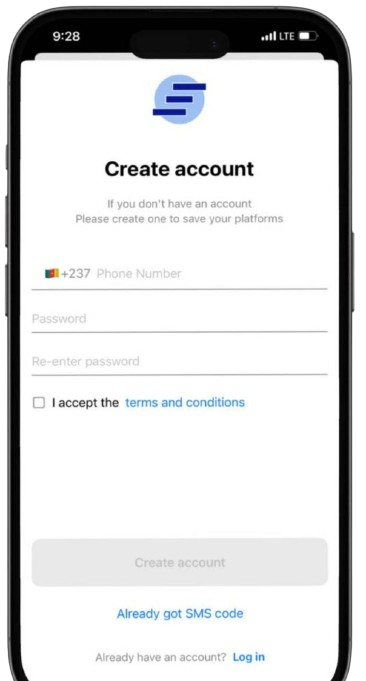 9:28
LTE
Create account
If you don't have an account
Please create one to save your platforms
+237 Phone Number
Password
Re-enter password
I accept the terms and conditions
Create account
Already got SMS code
Already have an account? Log in